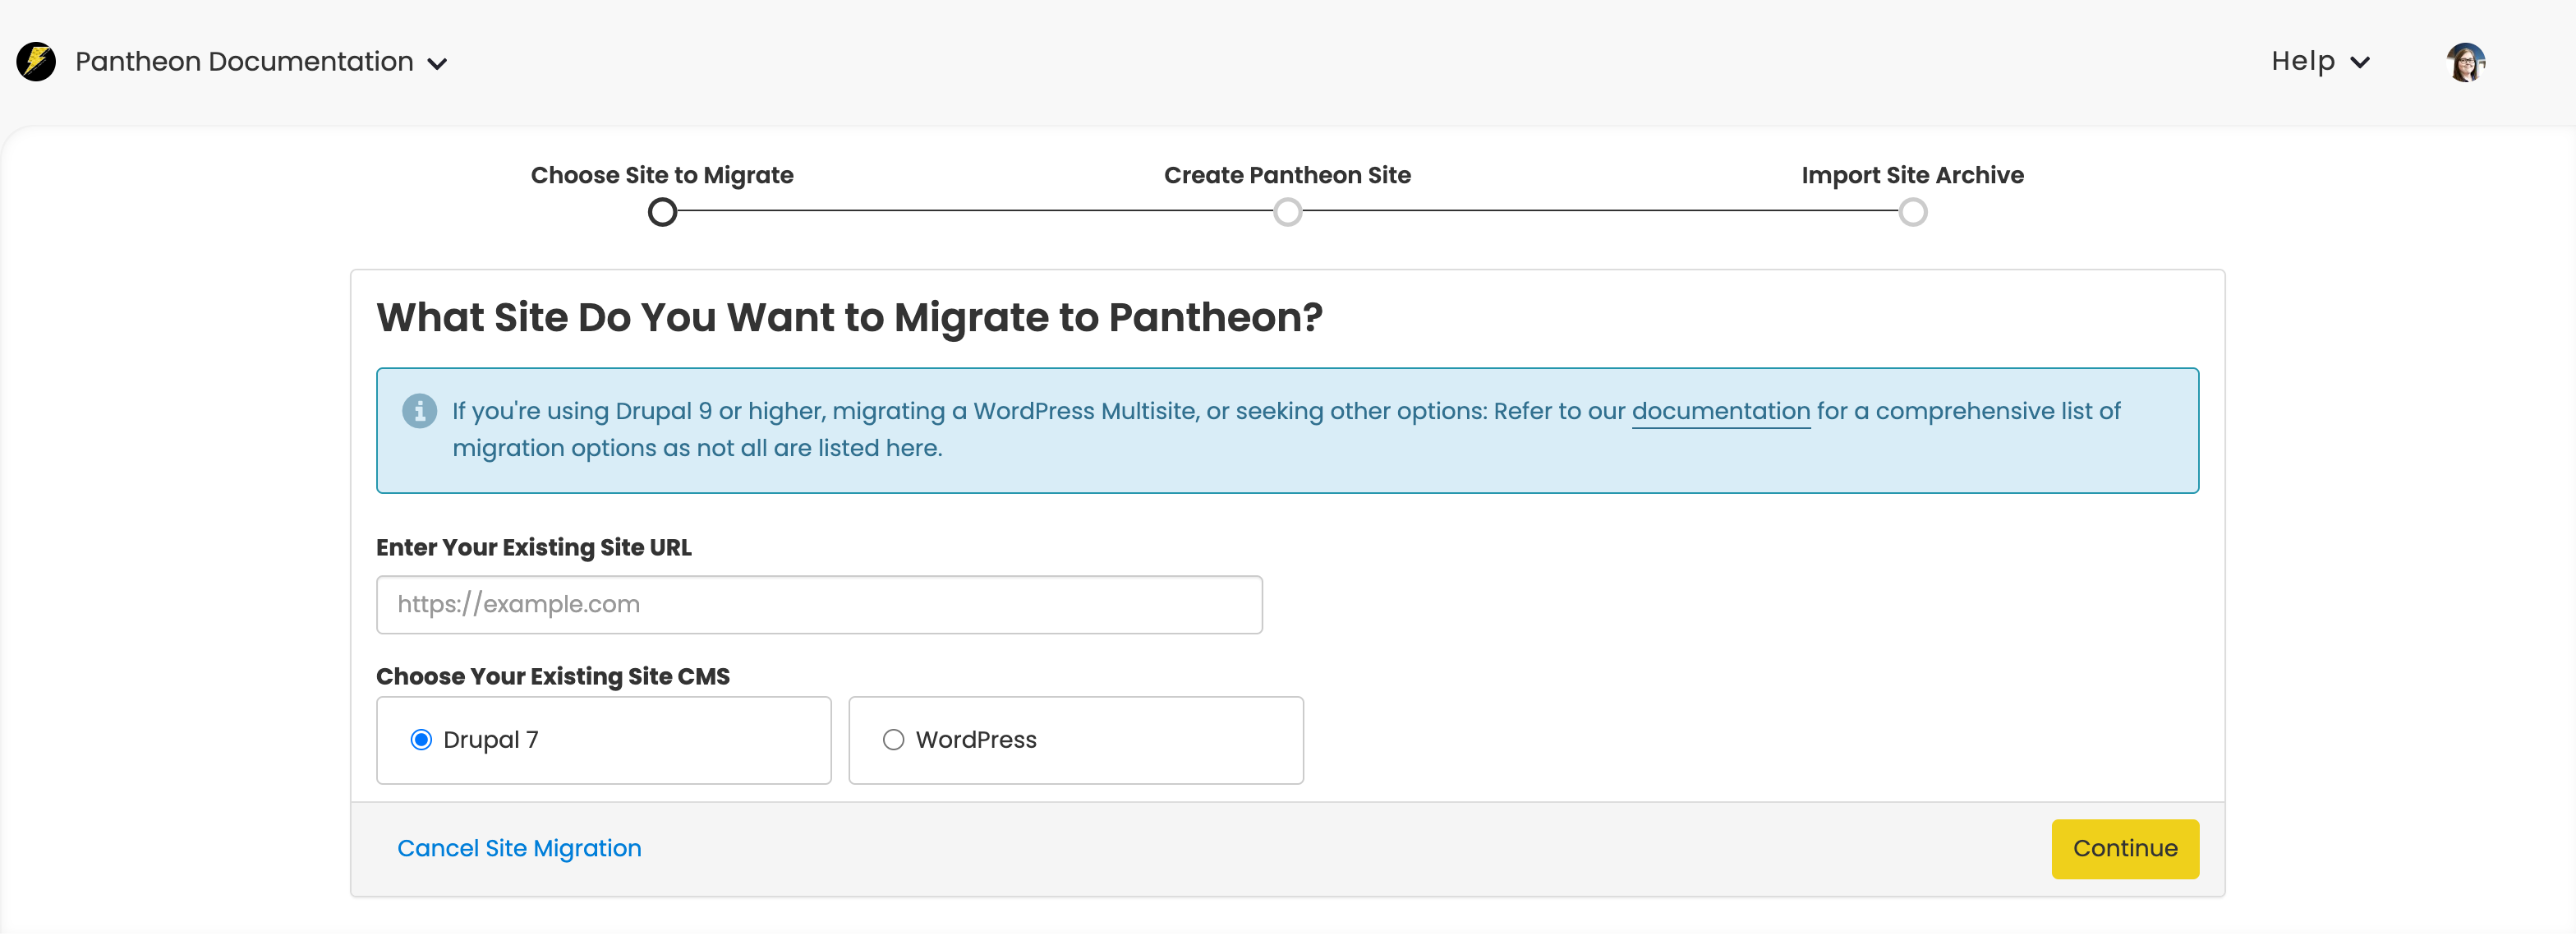 Pantheon Documentation
Help
Choose Site to Migrate
Create Pantheon Site
Import Site Archive
What Site Do You Want to Migrate to Pantheon?
If you're using Drupal 9 or higher, migrating a WordPress Multisite, or seeking other options: Refer to our documentation for a comprehensive list of
migration options as not all are listed here.
Enter Your Existing Site URL
https://example.com
Choose Your Existing Site CMS
Drupal 7
WordPress
Cancel Site Migration
Continue